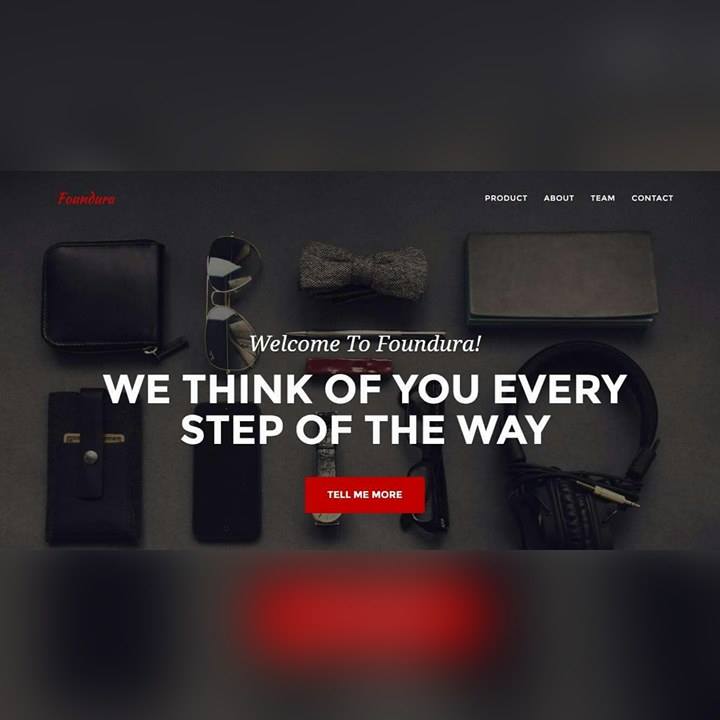 Foundura
PRODUCT ABOUT TEAM CONTACT
Welcome To Foundura!
WE THINK OF YOU EVERY
STEP OF THE WAY
TELL ME MORE